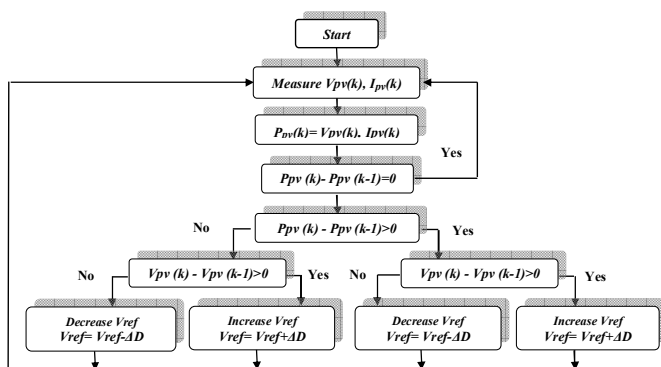 Start
Measure Vpv(k), Ipv(k)
Ppv(k)= Vpv(k). Ipv(k)
Yes
Ppv (k)- Ppv (k-1)=0
No
Ppv (k) - Ppv (k-1)>0
Yes
No
Vpv (k) - Vpv (k-1)>0
Yes
No
Vpv (k) - Vpv (k-1)>0
Yes
Decrease Vref
Vref= Vref-ΔD
Increase Vref
Vref= Vref+ΔD
Decrease Vref
Vref= Vref-ΔD
Increase Vref
Vref= Vref+ΔD